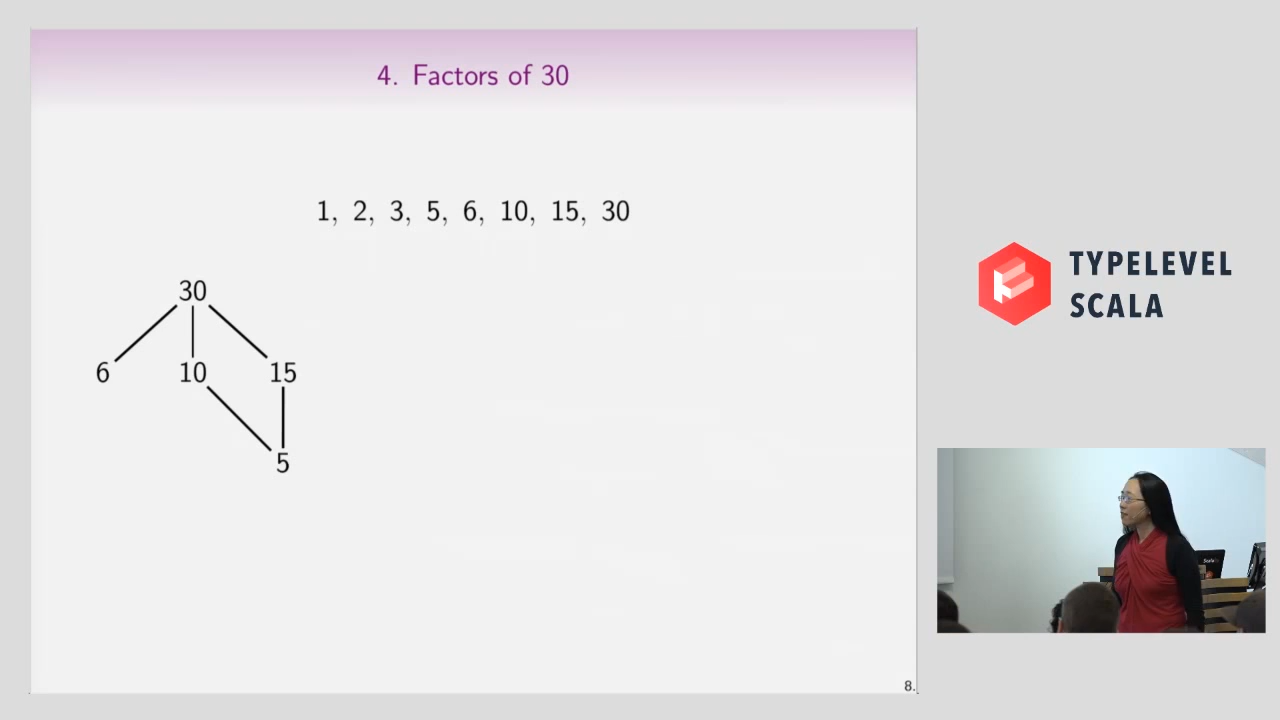 4. Factors of 30
1, 2, 3, 5, 6, 10, 15, 30
30
6 10 15
5
8.
TYPELEVEL
SCALA
Scala